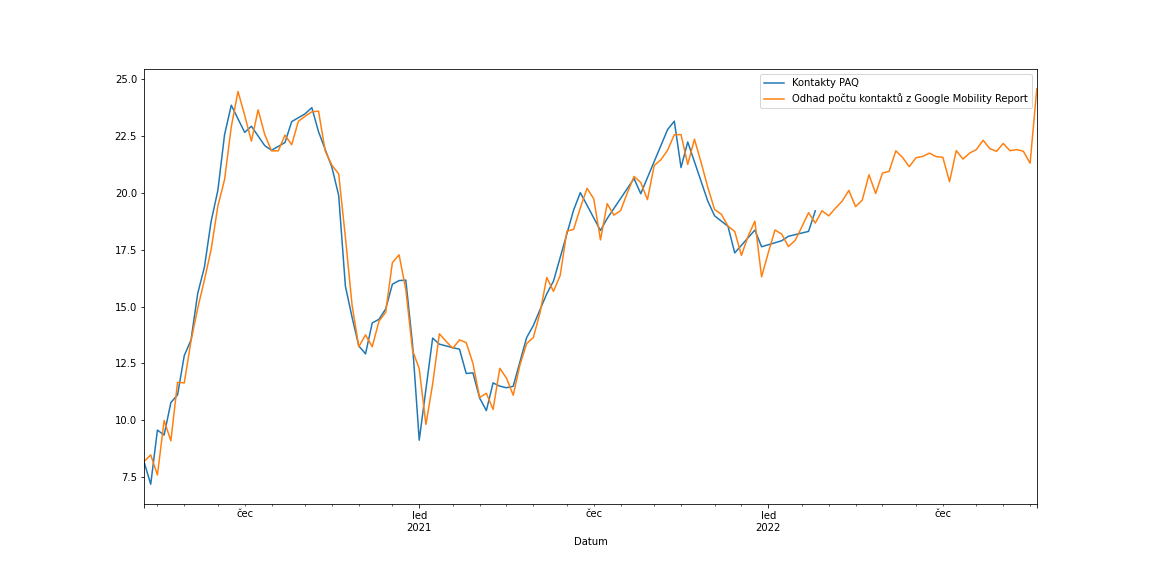 25.0
22.5
20.0
17.5
15.0
12.5
10.0
7.5
Kontakty PAQ
Odhad počtu kontaktů z Google Mobility Report
čec
led
2021
čec
led
2022
čec
Datum